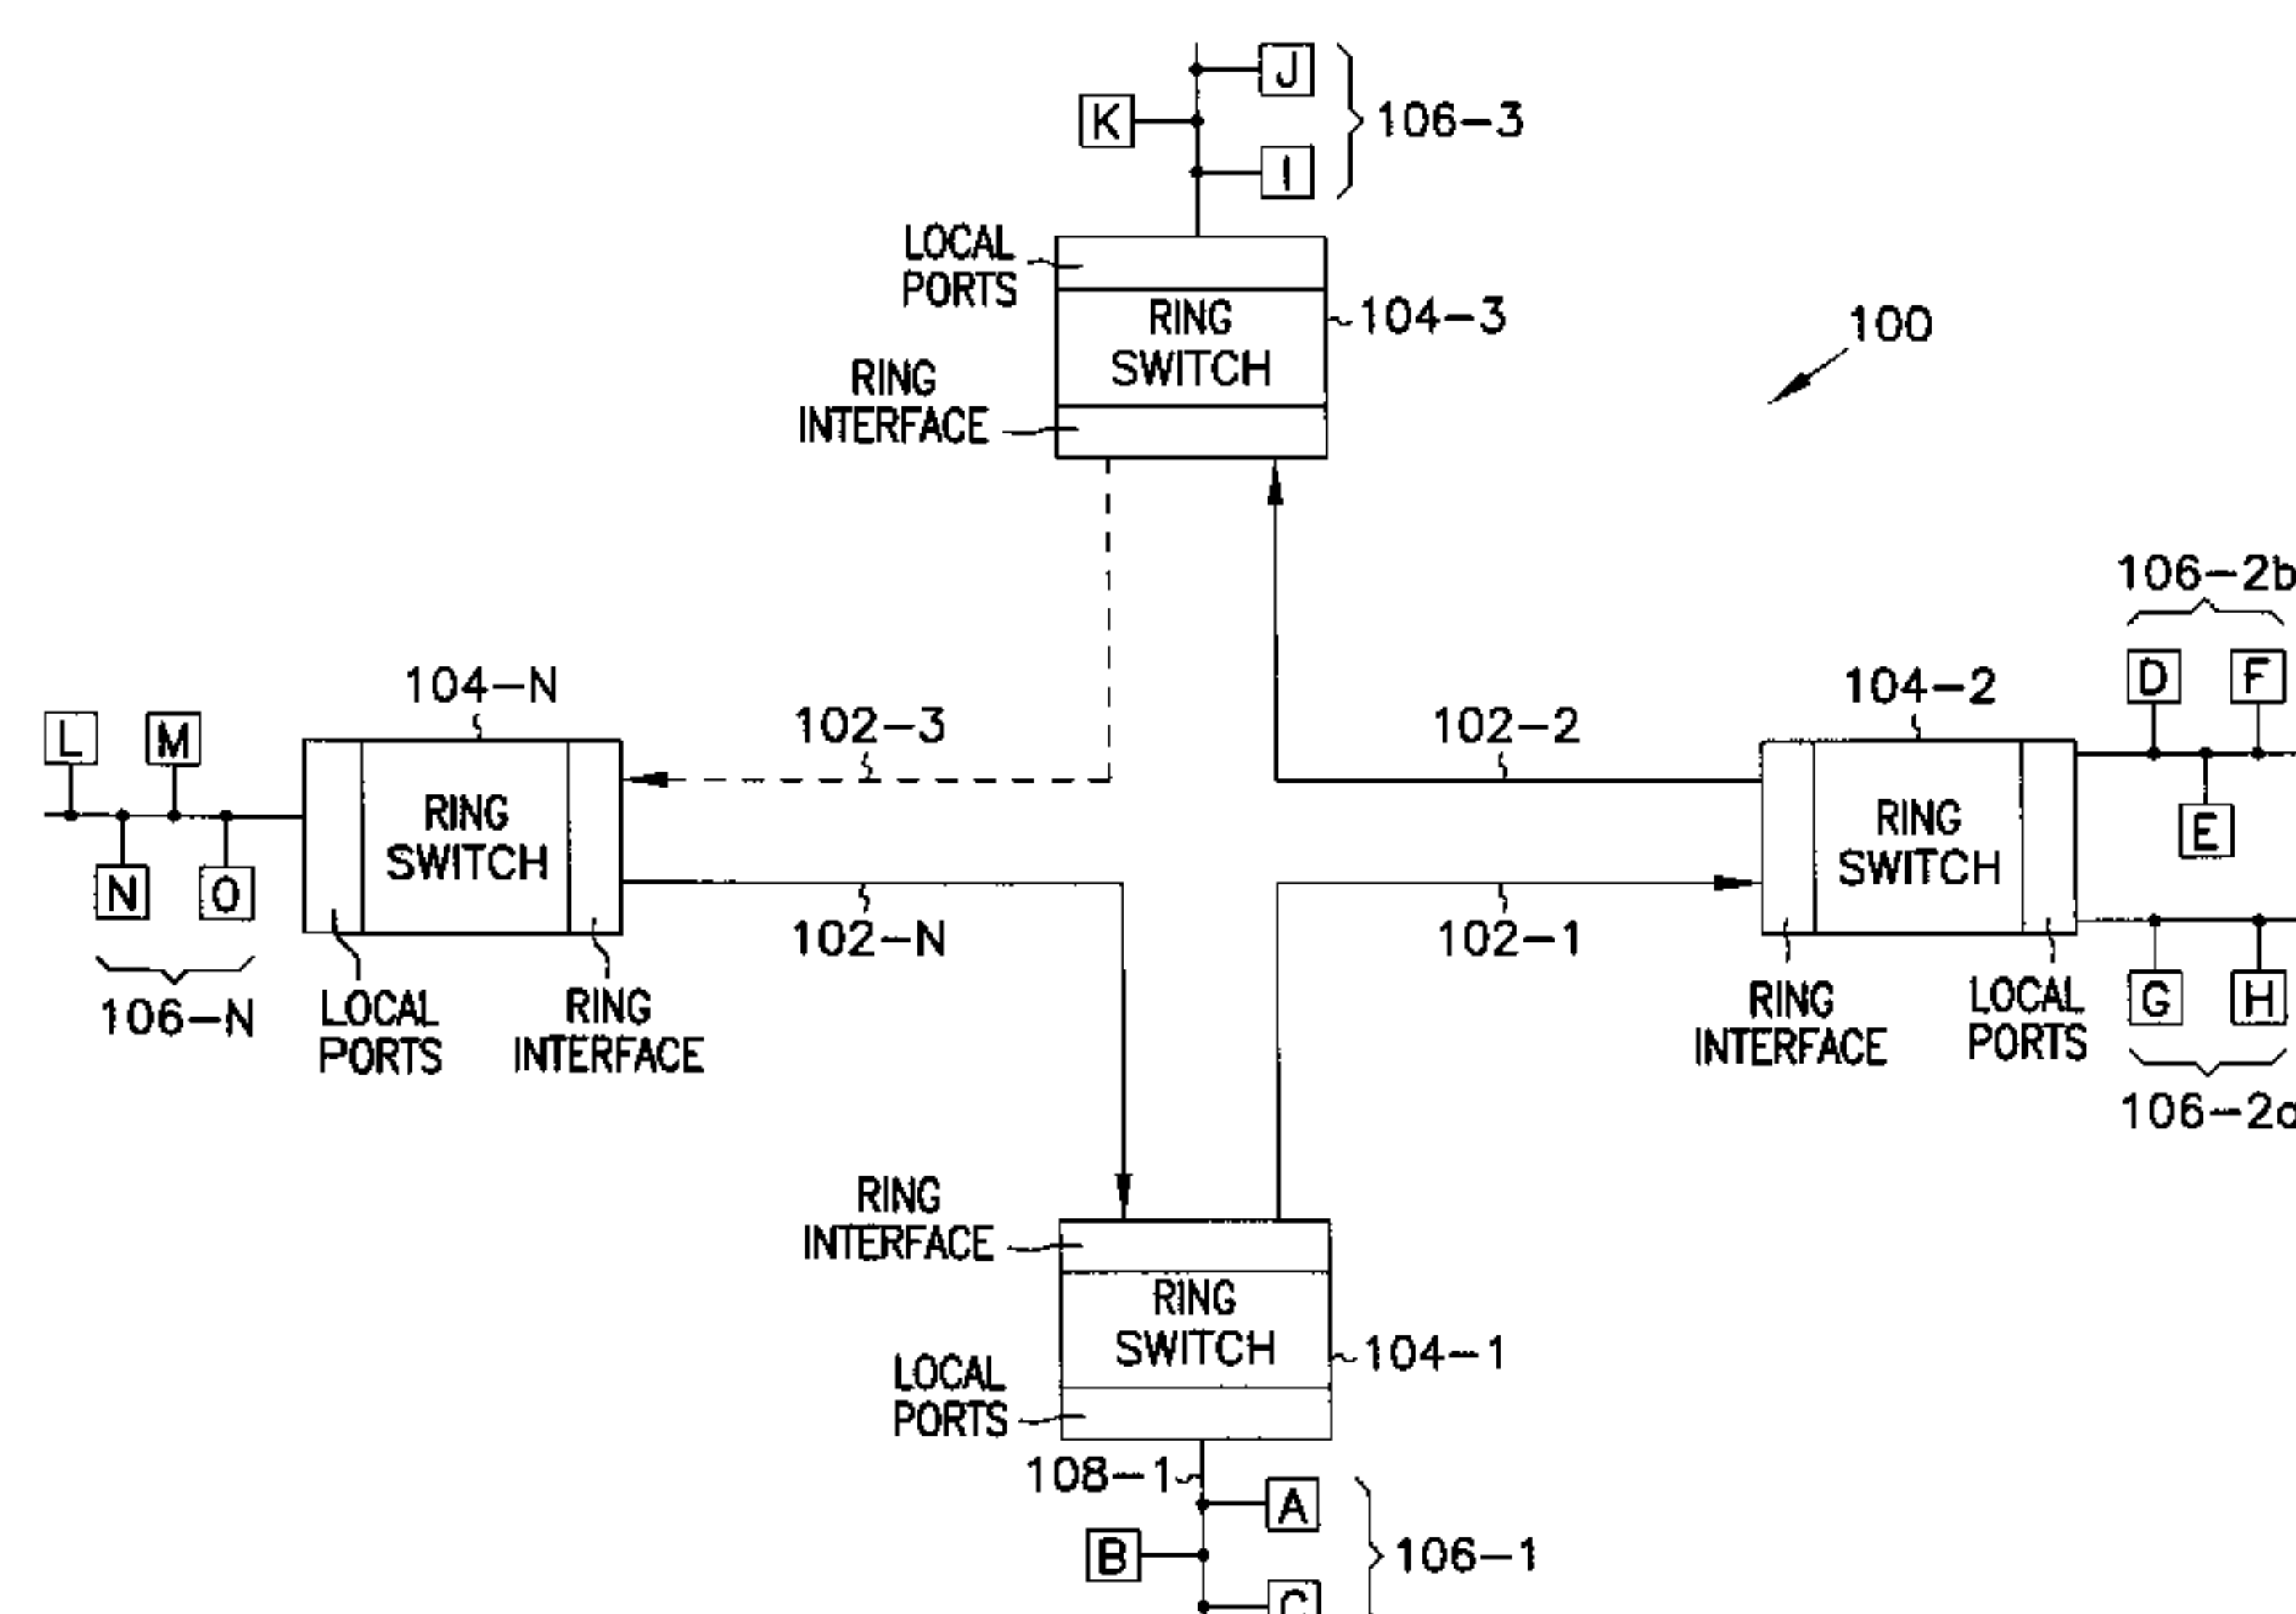 J
K
106-3
I
LOCAL
PORTS
RING
SWITCH
104-3
100
RING
INTERFACE
106-2b
D
F
104-N
102-3
102-2
104-2
L
M
RING
SWITCH
RING
SWITCH
E
N
O
102-N
102-1
106-N
LOCAL
PORTS
RING
INTERFACE
RING
INTERFACE
LOCAL
PORTS
G
H
106-2a
RING
INTERFACE
RING
SWITCH
104-1
LOCAL
PORTS
108-1
A
B
106-1
C